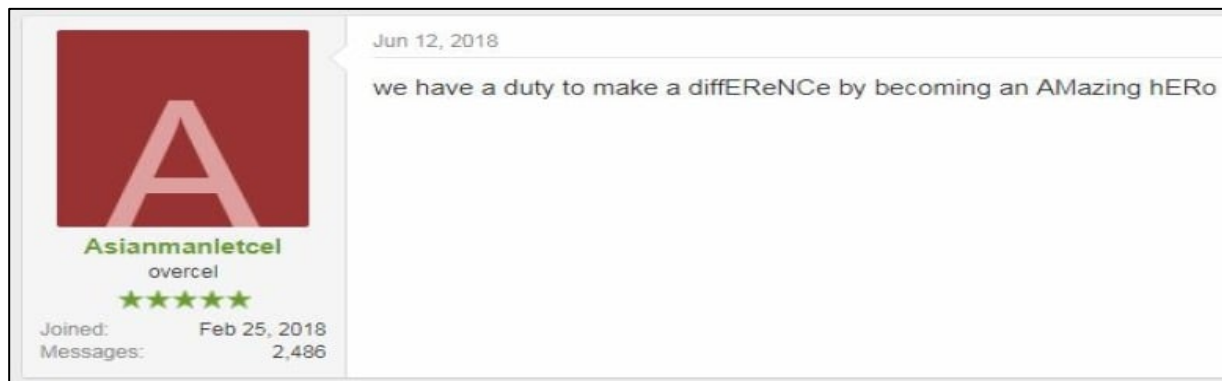 A
Jun 12, 2018
we have a duty to make a diffEReNCe by becoming an AMazing hERo
Asianmanletcel
overcel
Joined: Feb 25, 2018
Messages: 2,486